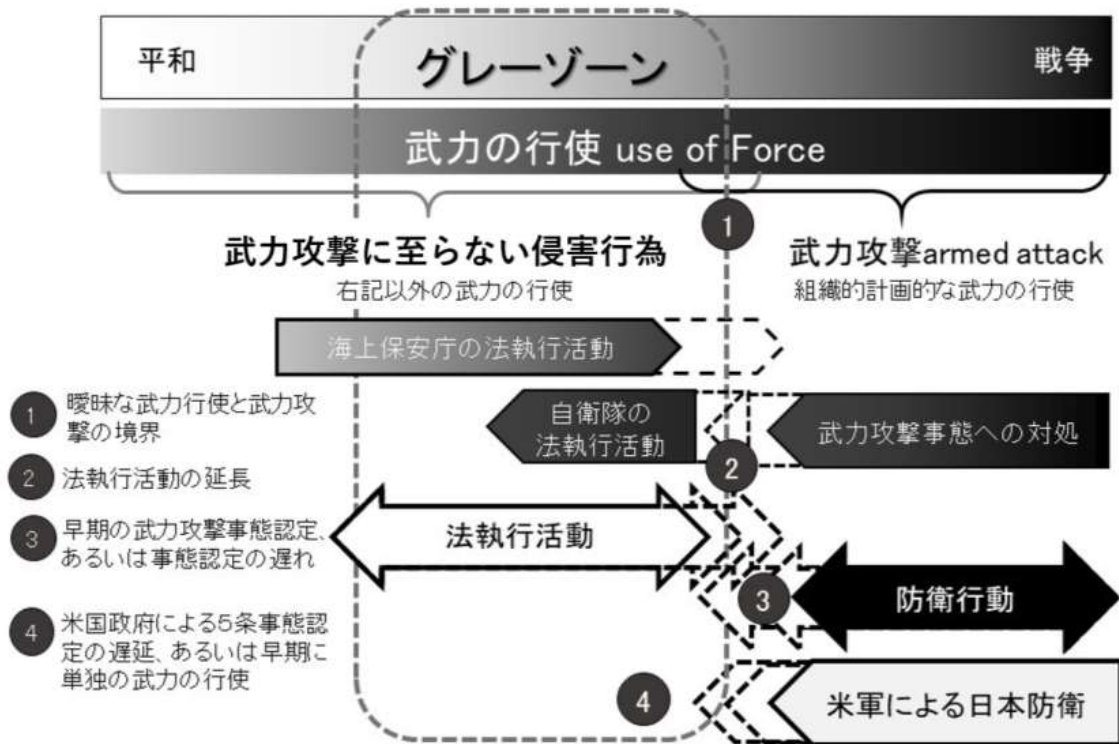 平和
グレーゾーン
戦争
武力の行使 use of Force
1
武力攻撃に至らない侵害行為
右記以外の武力の行使
武力攻撃armed attack
組織的計画的な武力の行使
海上保安庁の法執行活動
自衛隊の
法執行活動
武力攻撃事態への対処
1
曖昧な武力行使と武力攻
撃の境界
2
法執行活動の延長
3
早期の武力攻撃事態認定、
あるいは事態認定の遅れ
4
米国政府による5条事態認
定の遅延、あるいは早期に
単独の武力の行使
2
法執行活動
3
防衛行動
4
米軍による日本防衛